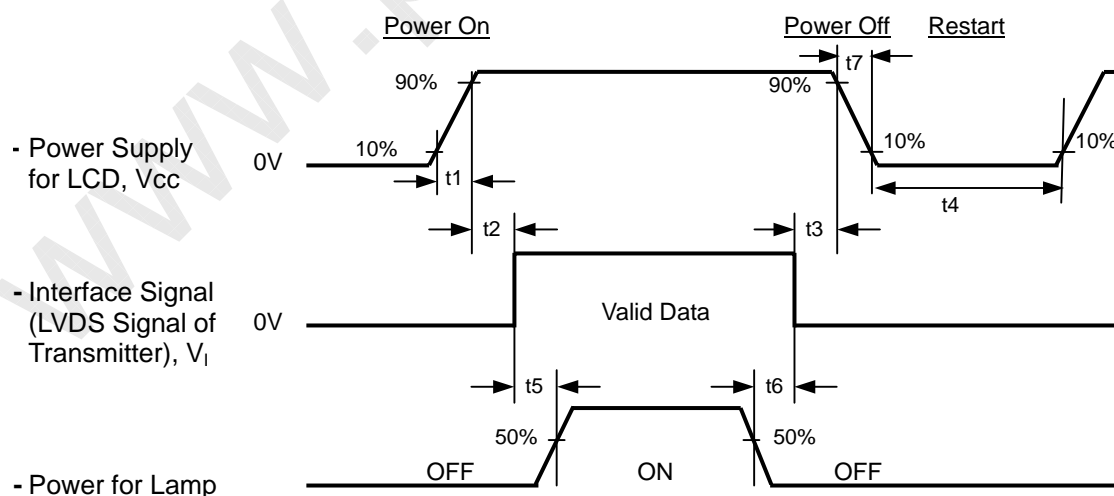 Power On
Power Off
Restart
t7
90%
90%
- Power Supply
for LCD, Vcc
0V
10%
10%
10%
t1
t4
t2
t3
- Interface Signal
(LVDS Signal of
Transmitter), VI
0V
Valid Data
t5
t6
50%
50%
- Power for Lamp
OFF
ON
OFF
www.